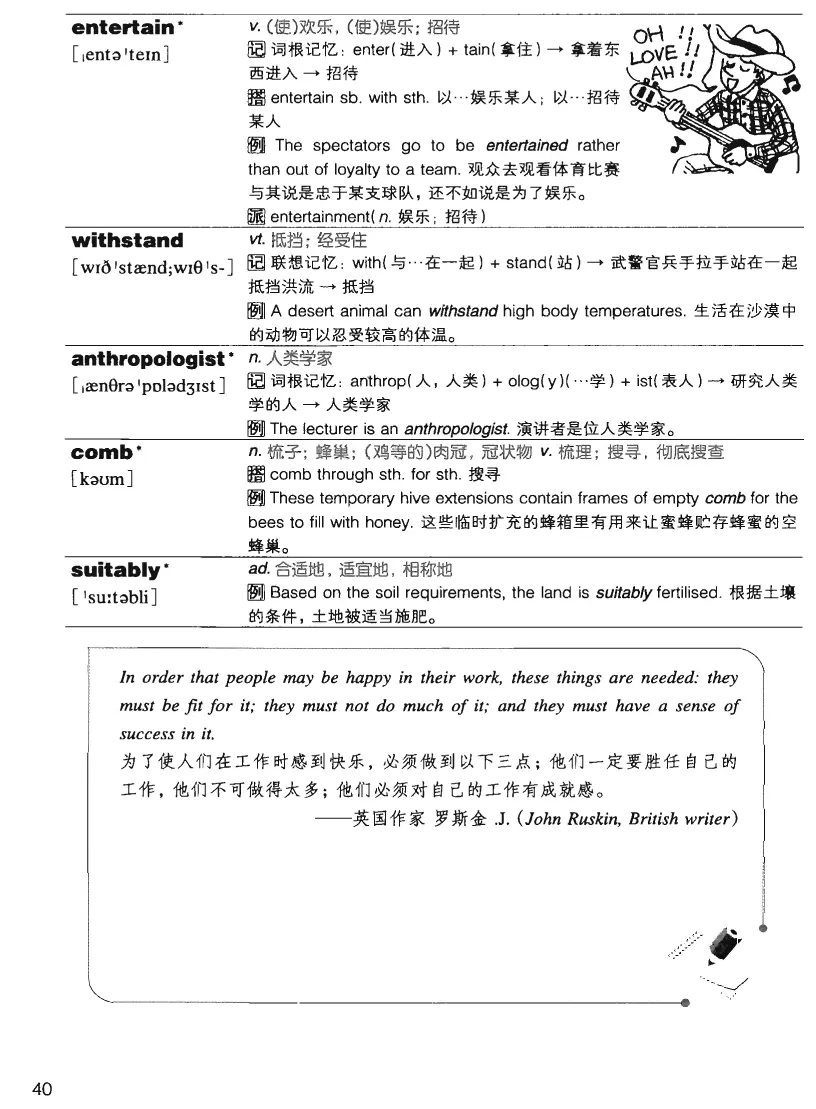 entertain*
[ˌentəˈteɪn]
v. (使)欢乐, (使)娱乐; 招待
记 词根记忆: enter(进入) + tain(拿住) → 拿着东
西进入 → 招待
搭 entertain sb. with sth. 以…娱乐某人; 以…招待
某人
例 The spectators go to be entertained rather
than out of loyalty to a team. 观众去观看体育比赛
与其说是忠于某支球队, 还不如说是为了娱乐。
派 entertainment(n. 娱乐; 招待)
OH !!
LOVE
AH!!
withstand
[wɪðˈstænd;wɪθˈs-]
vt. 抵挡; 经受住
记 联想记忆: with(与…在一起) + stand(站) → 武警官兵手拉手站在一起
抵挡洪流 → 抵挡
例 A desert animal can withstand high body temperatures. 生活在沙漠中
的动物可以忍受较高的体温。
anthropologist*
[ˌænθrəˈpɒlədʒɪst]
n. 人类学家
记 词根记忆: anthrop(人, 人类) + olog(y)(…学) + ist(表人) → 研究人类
学的人 → 人类学家
例 The lecturer is an anthropologist. 演讲者是位人类学家。
comb*
[kəʊm]
n. 梳子; 蜂巢; (鸡等的)肉冠, 冠状物 v. 梳理; 搜寻, 彻底搜查
搭 comb through sth. for sth. 搜寻
例 These temporary hive extensions contain frames of empty comb for the
bees to fill with honey. 这些临时扩充的蜂箱里有用来让蜜蜂贮存蜂蜜的空
蜂巢。
suitably*
[ˈsuːtəbli]
ad. 合适地, 适宜地, 相称地
例 Based on the soil requirements, the land is suitably fertilised. 根据土壤
的条件, 土地被适当施肥。
In order that people may be happy in their work, these things are needed: they
must be fit for it; they must not do much of it; and they must have a sense of
success in it.
为了使人们在工作时感到快乐, 必须做到以下三点; 他们一定要胜任自己的
工作, 他们不可做得太多; 他们必须对自己的工作有成就感。
——英国作家 罗斯金 .J. (John Ruskin, British writer)
40